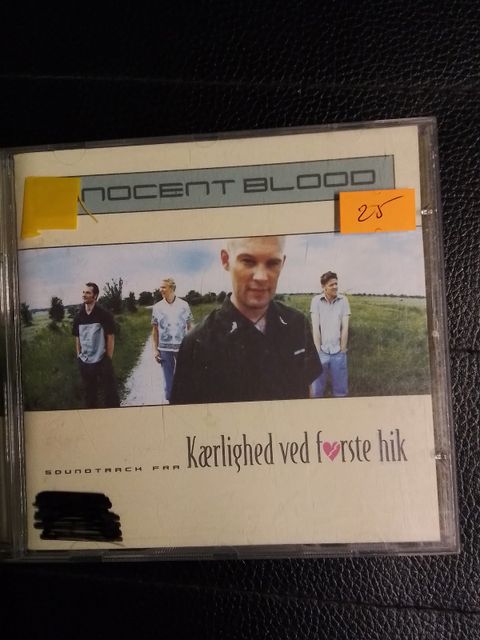 NOCENT BLOOD
25
SOUNDTRACK FRA Kærlighed ved første hik